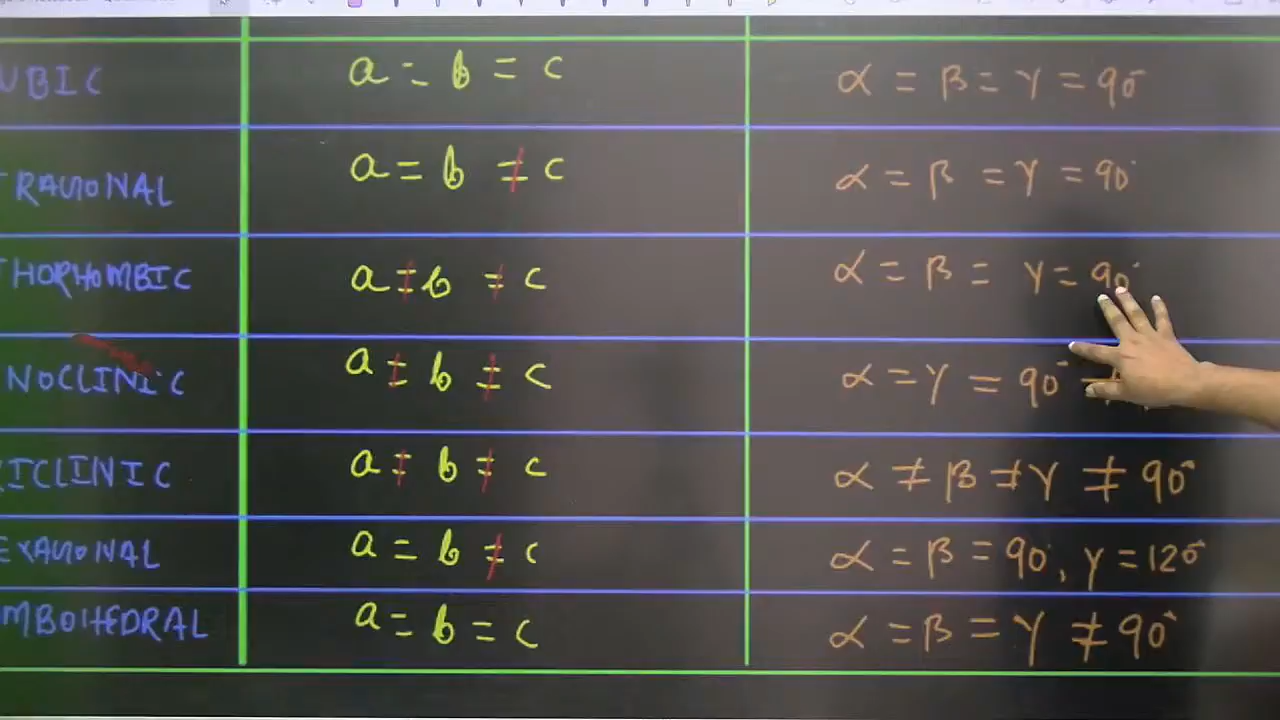 UBIC a = b = c α = β = γ = 90°
TRAGONAL a = b ≠ c α = β = γ = 90°
THORHOMBIC a ≠ b ≠ c α = β = γ = 90°
NOCLINIC a ≠ b ≠ c α = γ = 90° ≠
ICLINIC a ≠ b ≠ c α ≠ β ≠ γ ≠ 90°
EXAGONAL a = b ≠ c α = β = 90°, γ = 120°
MBOHEDRAL a = b = c α = β = γ ≠ 90°